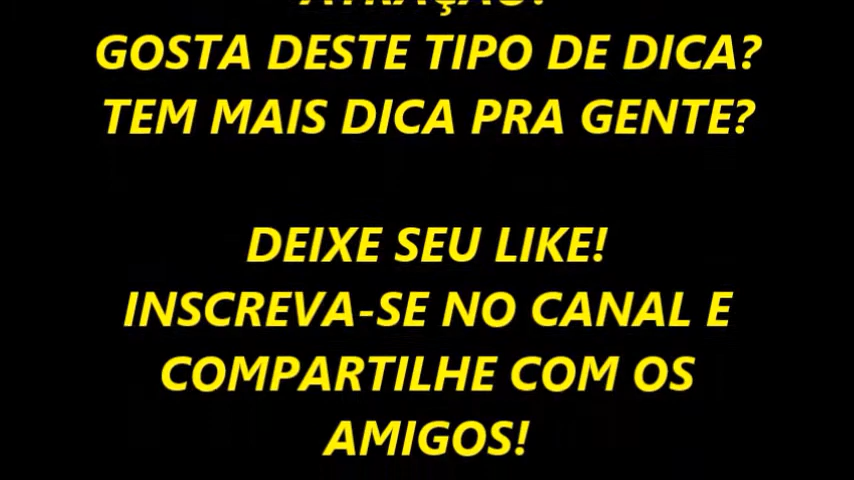 ATRAÇÃO!
GOSTA DESTE TIPO DE DICA?
TEM MAIS DICA PRA GENTE?
DEIXE SEU LIKE!
INSCREVA-SE NO CANAL E
COMPARTILHE COM OS
AMIGOS!